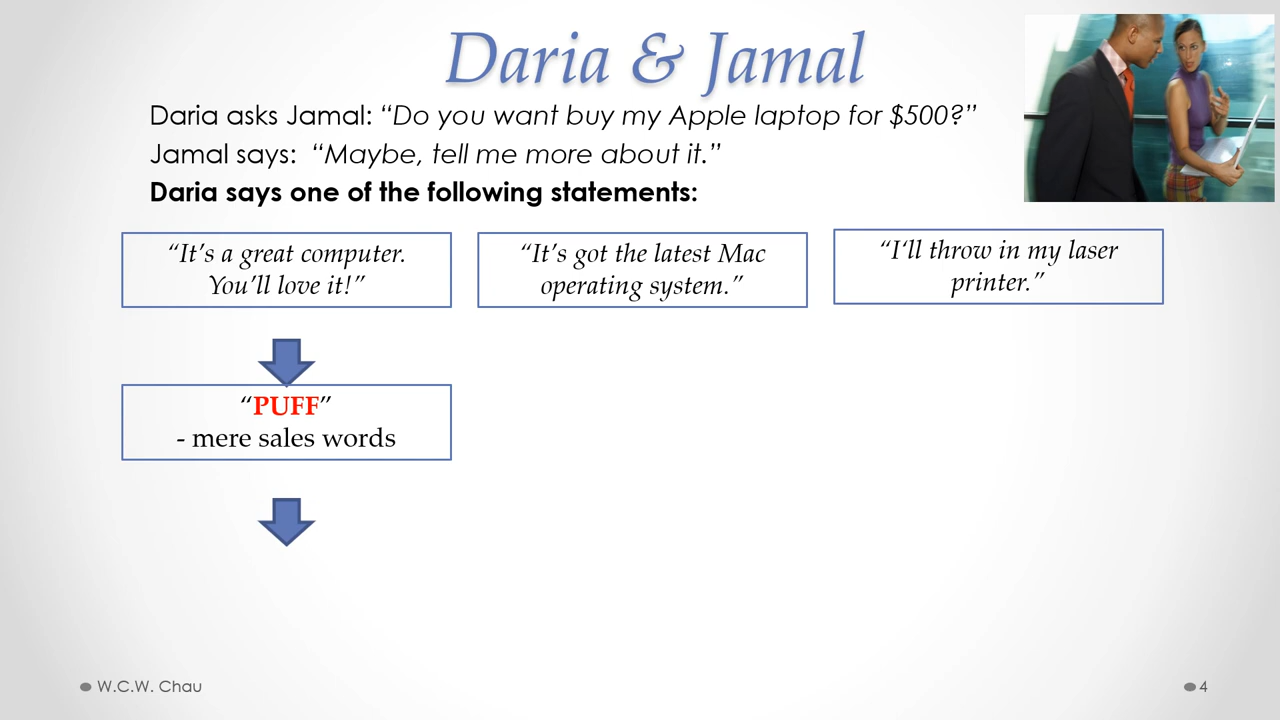 Daria & Jamal
Daria asks Jamal: “Do you want buy my Apple laptop for $500?”
Jamal says:  “Maybe, tell me more about it.”
Daria says one of the following statements:
“It’s a great computer.
You’ll love it!”
“It’s got the latest Mac
operating system.”
“I‘ll throw in my laser
printer.”
“PUFF”
- mere sales words
W.C.W. Chau
4